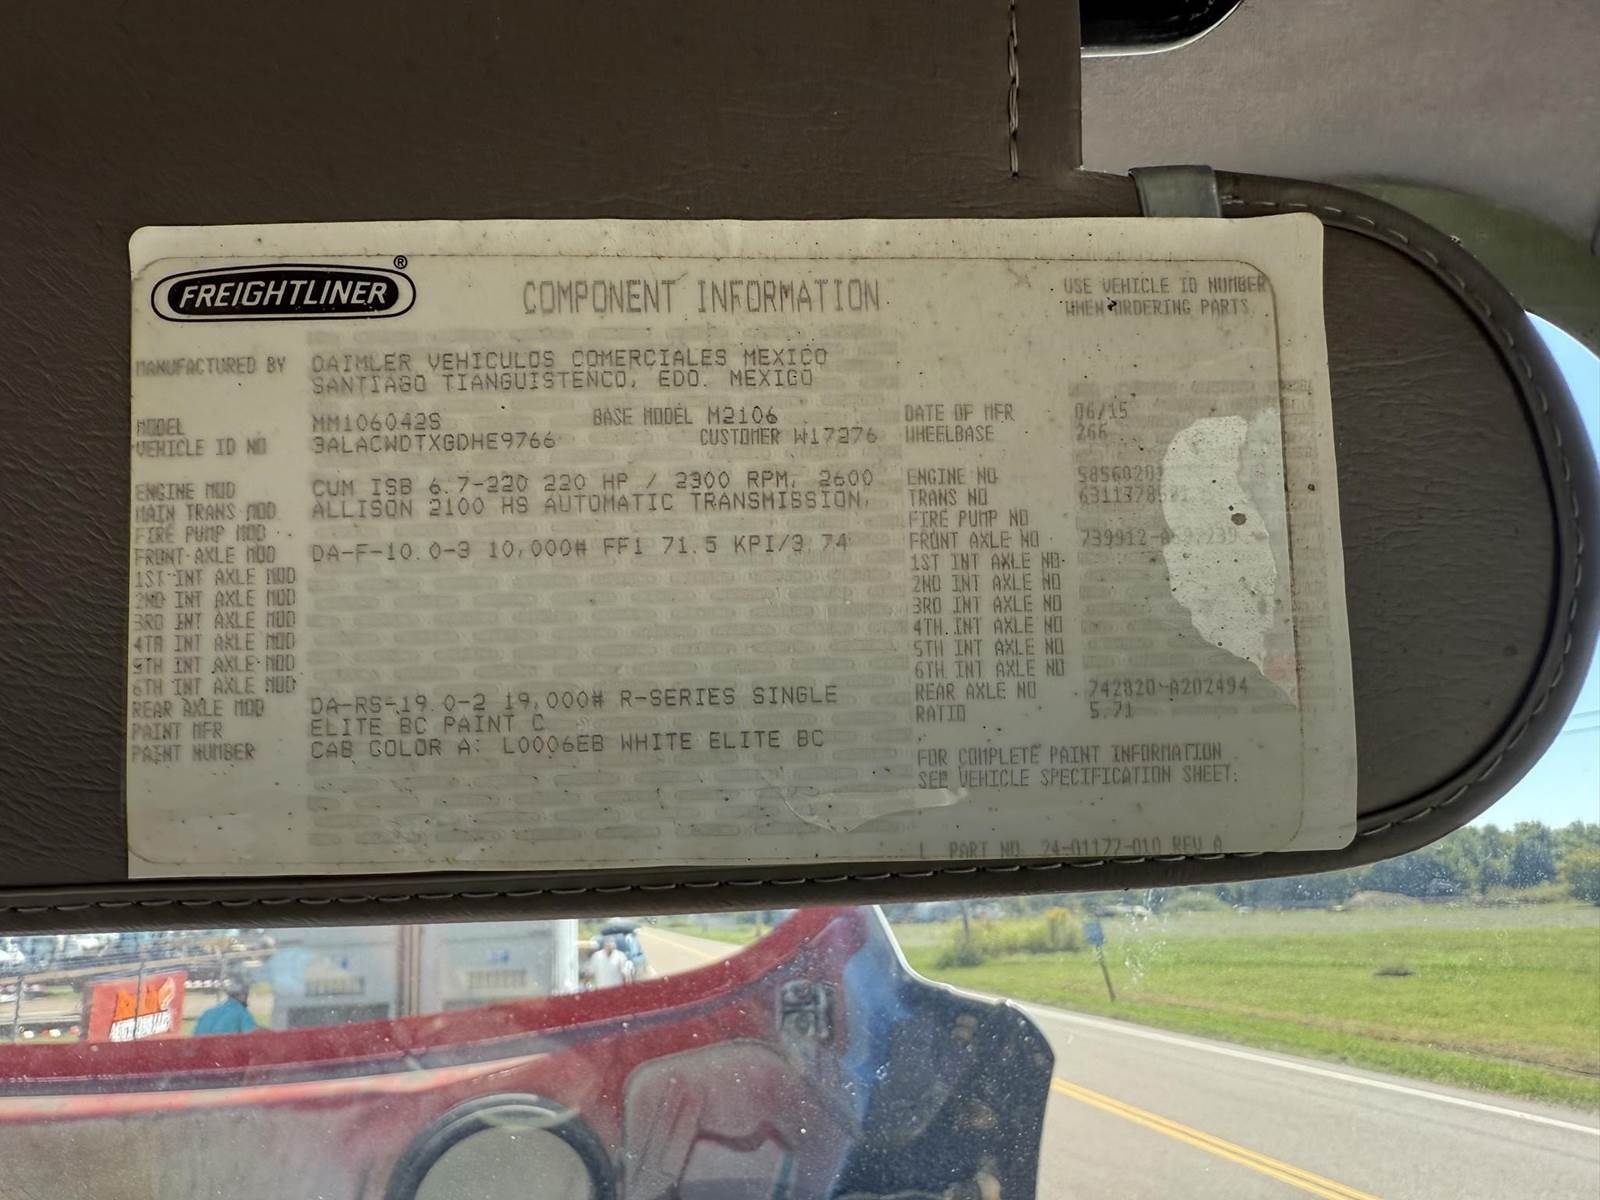 FREIGHTLINER®
COMPONENT INFORMATION
USE VEHICLE ID NUMBER
WHEN ORDERING PARTS
MANUFACTURED BY DAIMLER VEHICULOS COMERCIALES MEXICO
SANTIAGO TIANGUISTENCO, EDO. MEXICO
MODEL MM106042S BASE MODEL M2106 DATE OF MFR 06/15
VEHICLE ID NO 3ALACWDTXGDHE9766 CUSTOMER W17276 WHEELBASE 266
ENGINE MOD CUM ISB 6.7-220 220 HP / 2300 RPM, 2600 ENGINE NO
MAIN TRANS MOD ALLISON 2100 HS AUTOMATIC TRANSMISSION, TRANS NO
FIRE PUMP MOD FIRE PUMP NO
FRONT AXLE MOD DA-F-10.0-3 10,000# FF1 71.5 KPI/3.74 FRONT AXLE NO
1ST INT AXLE MOD 1ST INT AXLE NO
2ND INT AXLE MOD 2ND INT AXLE NO
3RD INT AXLE MOD 3RD INT AXLE NO
4TH INT AXLE MOD 4TH INT AXLE NO
5TH INT AXLE MOD 5TH INT AXLE NO
6TH INT AXLE MOD 6TH INT AXLE NO
REAR AXLE MOD DA-RS-19.0-2 19,000# R-SERIES SINGLE REAR AXLE NO 742820-A202494
PAINT MFR ELITE BC PAINT C RATIO 5.71
PAINT NUMBER CAB COLOR A: L0006EB WHITE ELITE BC
FOR COMPLETE PAINT INFORMATION
SEE VEHICLE SPECIFICATION SHEET.
PART NO. 24-01177-010 REV A